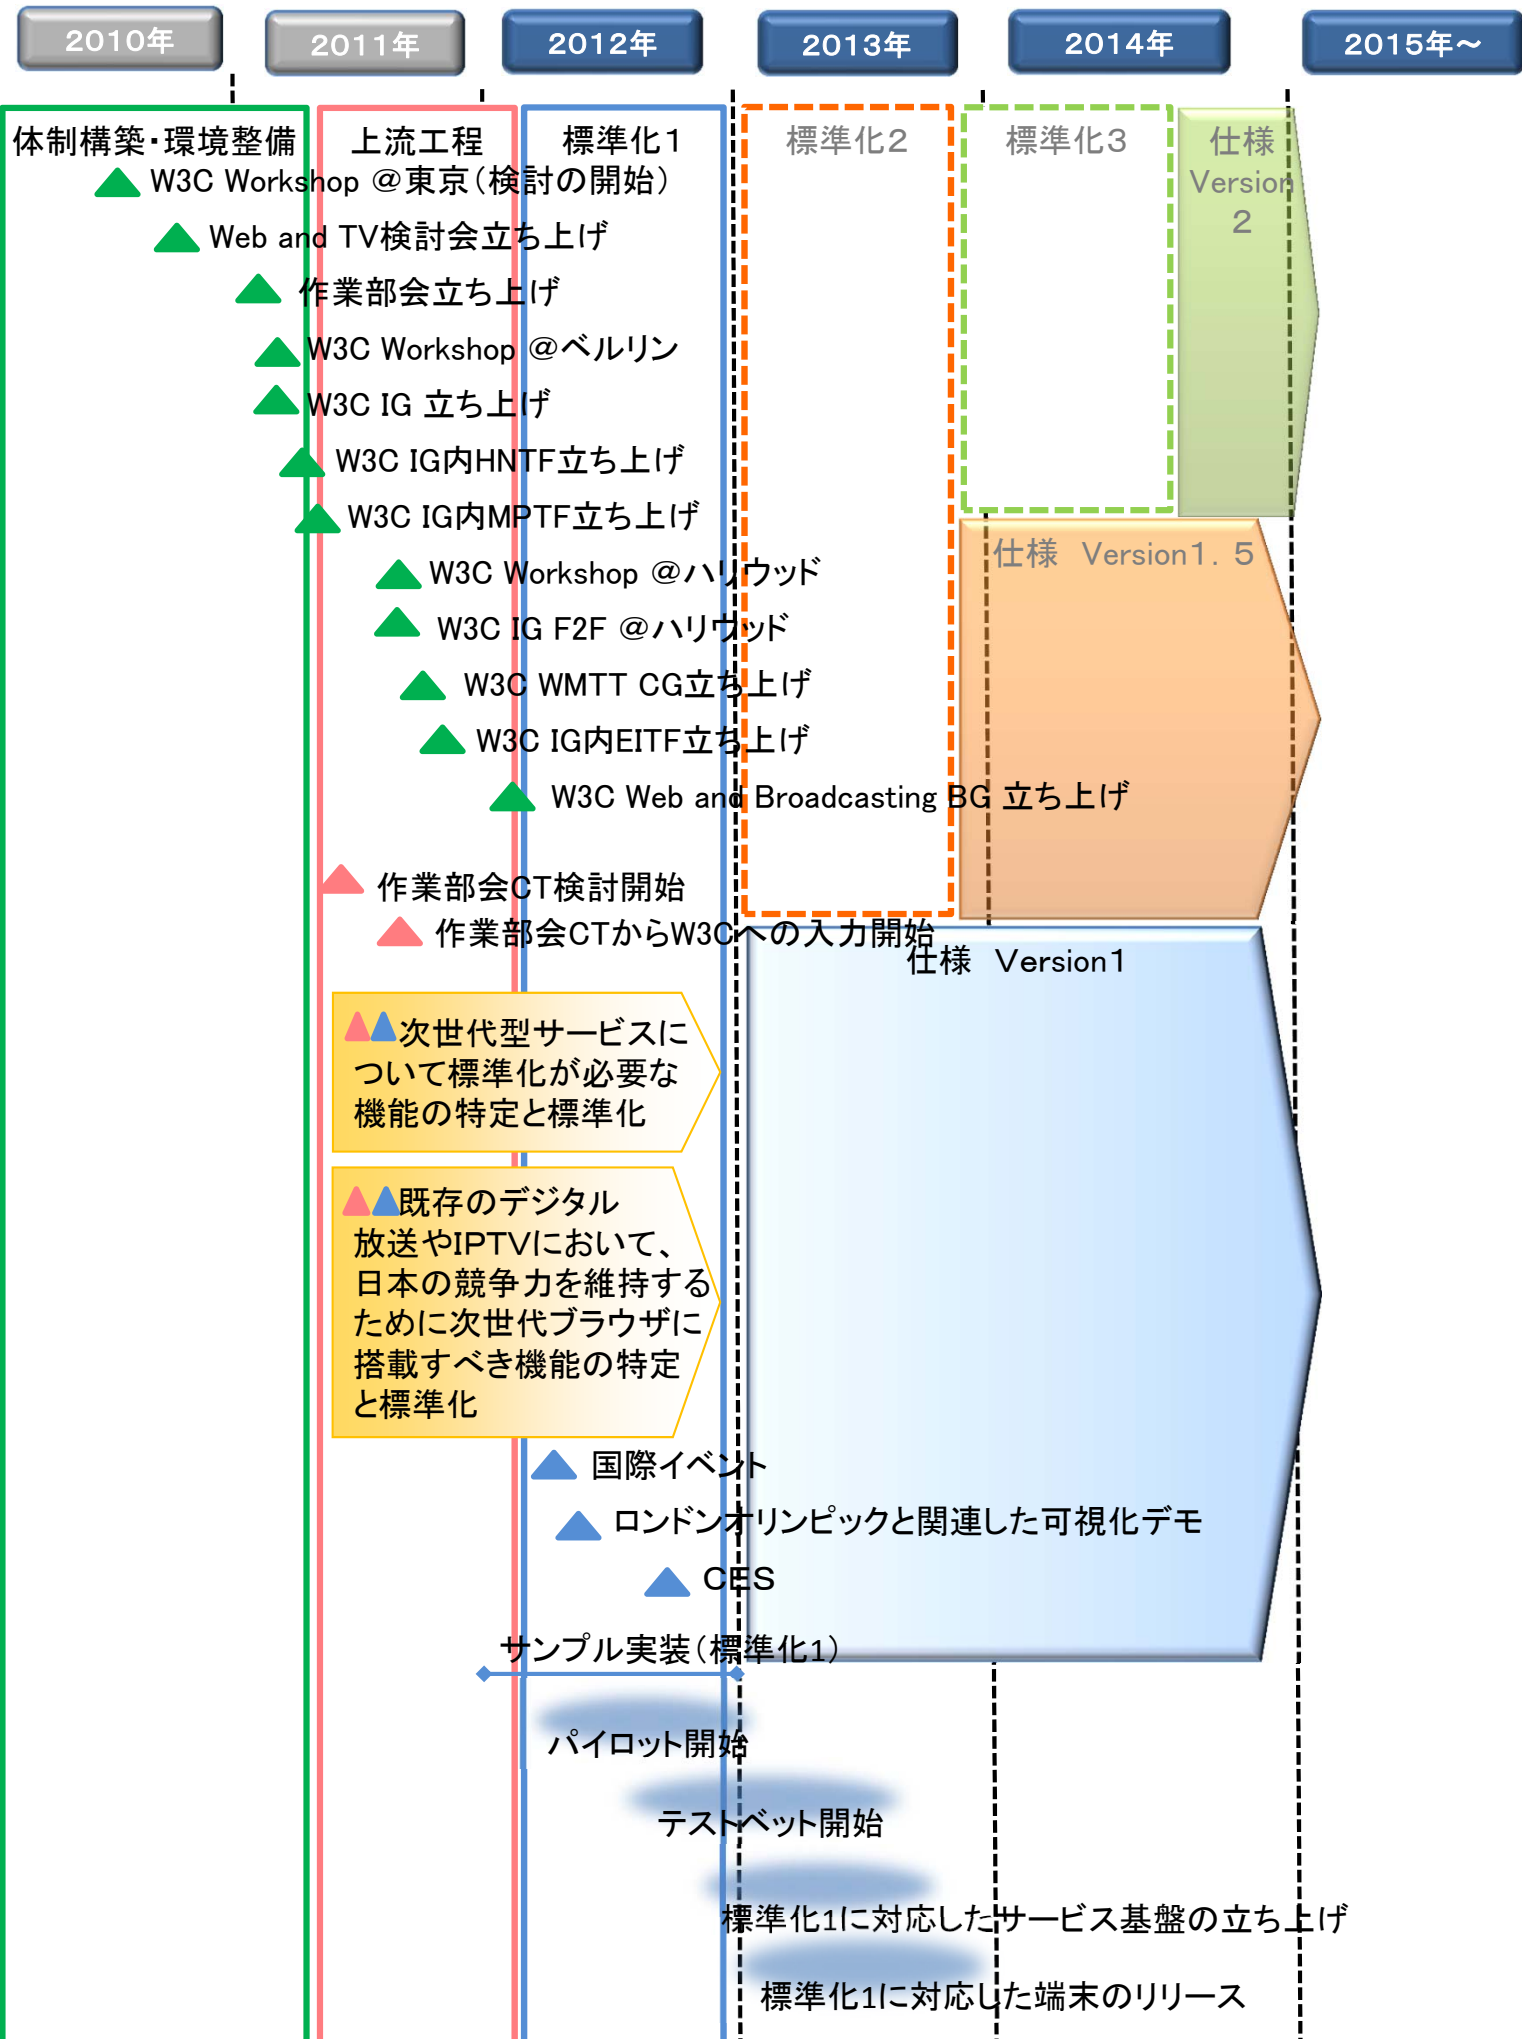 2010年
2011年
2012年
2013年
2014年
2015年～
体制構築・環境整備
上流工程
標準化1
標準化2
標準化3
仕様
Version
2
W3C Workshop ＠東京（検討の開始）
Web and TV検討会立ち上げ
作業部会立ち上げ
W3C Workshop ＠ベルリン
W3C IG 立ち上げ
W3C IG内HNTF立ち上げ
W3C IG内MPTF立ち上げ
仕様　Version1．5
W3C Workshop ＠ハリウッド
W3C IG F2F ＠ハリウッド
W3C WMTT CG立ち上げ
W3C IG内EITF立ち上げ
W3C Web and Broadcasting BG 立ち上げ
作業部会CT検討開始
作業部会CTからW3Cへの入力開始
仕様　Version1
次世代型サービスに
ついて標準化が必要な
機能の特定と標準化
既存のデジタル
放送やIPTVにおいて、
日本の競争力を維持する
ために次世代ブラウザに
搭載すべき機能の特定
と標準化
国際イベント
ロンドンオリンピックと関連した可視化デモ
CES
サンプル実装（標準化1）
パイロット開始
テストベット開始
標準化1に対応したサービス基盤の立ち上げ
標準化1に対応した端末のリリース